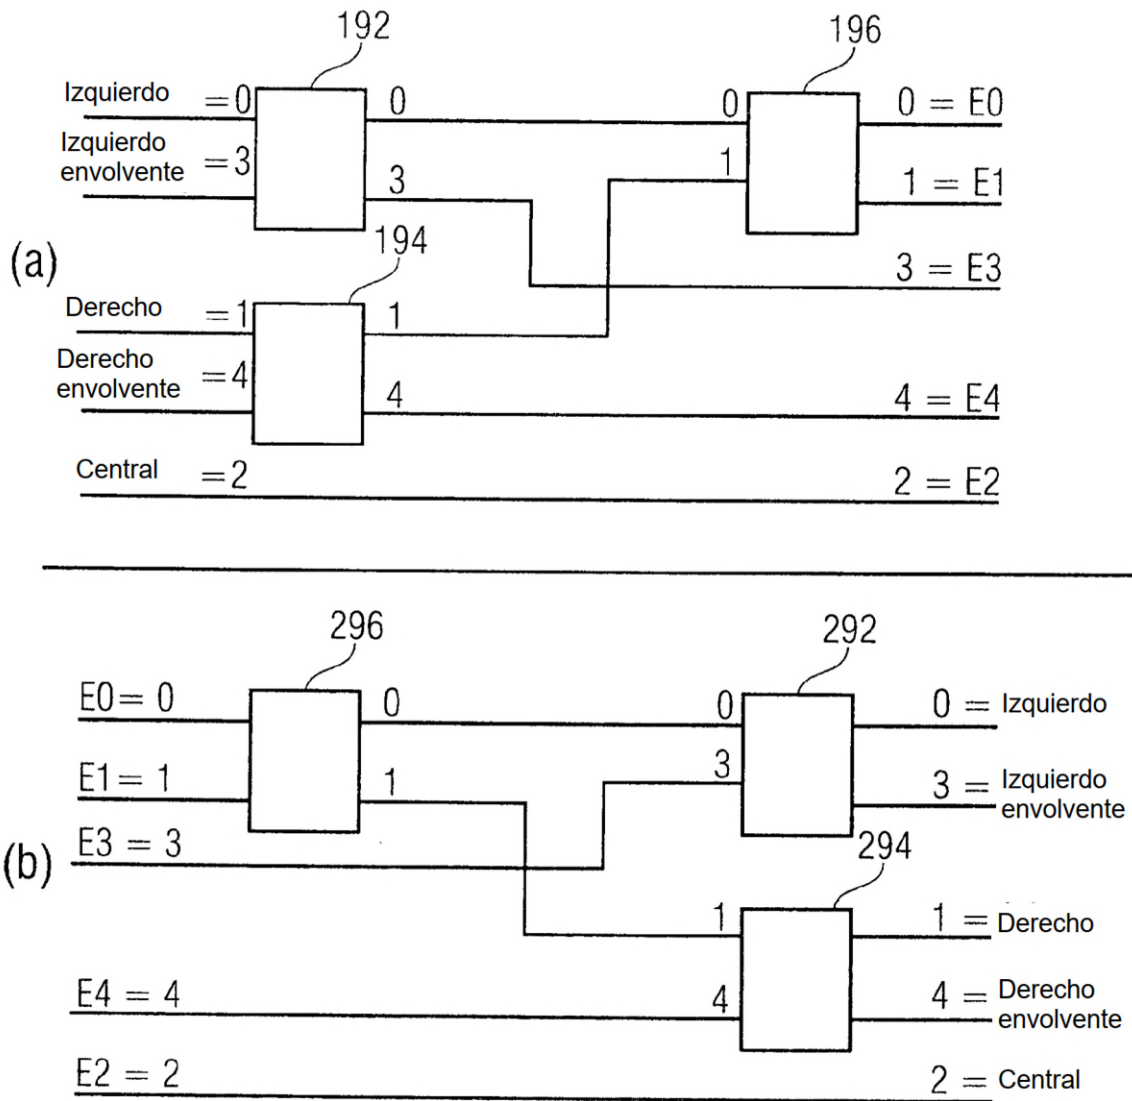 192
196
Izquierdo =0 0 0 0 = E0
Izquierdo
envolvente =3 3 1 1 = E1
(a)
194
3 = E3
Derecho =1 1
Derecho
envolvente =4 4 4 = E4
Central =2 2 = E2
296
292
E0= 0 0 0 0 = Izquierdo
E1= 1 1 3 3 = Izquierdo
envolvente
(b)
E3 = 3
294
1 1 = Derecho
E4 = 4 4 4 = Derecho
envolvente
E2 = 2 2 = Central